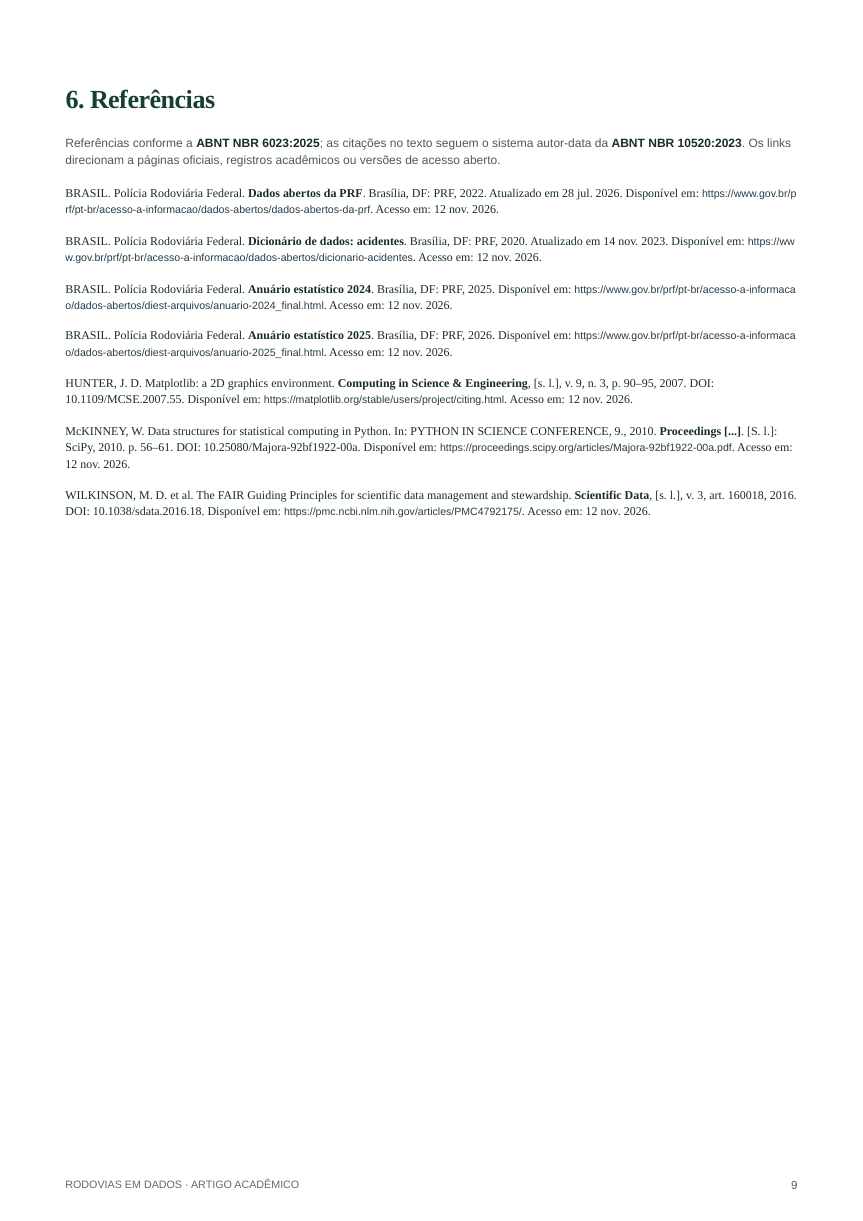 6. Referências
Referências conforme a ABNT NBR 6023:2025; as citações no texto seguem o sistema autor-data da ABNT NBR 10520:2023. Os links
direcionam a páginas oficiais, registros acadêmicos ou versões de acesso aberto.
BRASIL. Polícia Rodoviária Federal. Dados abertos da PRF. Brasília, DF: PRF, 2022. Atualizado em 28 jul. 2026. Disponível em: https://www.gov.br/p
rf/pt-br/acesso-a-informacao/dados-abertos/dados-abertos-da-prf. Acesso em: 12 nov. 2026.
BRASIL. Polícia Rodoviária Federal. Dicionário de dados: acidentes. Brasília, DF: PRF, 2020. Atualizado em 14 nov. 2023. Disponível em: https://ww
w.gov.br/prf/pt-br/acesso-a-informacao/dados-abertos/dicionario-acidentes. Acesso em: 12 nov. 2026.
BRASIL. Polícia Rodoviária Federal. Anuário estatístico 2024. Brasília, DF: PRF, 2025. Disponível em: https://www.gov.br/prf/pt-br/acesso-a-informaca
o/dados-abertos/diest-arquivos/anuario-2024_final.html. Acesso em: 12 nov. 2026.
BRASIL. Polícia Rodoviária Federal. Anuário estatístico 2025. Brasília, DF: PRF, 2026. Disponível em: https://www.gov.br/prf/pt-br/acesso-a-informaca
o/dados-abertos/diest-arquivos/anuario-2025_final.html. Acesso em: 12 nov. 2026.
HUNTER, J. D. Matplotlib: a 2D graphics environment. Computing in Science & Engineering, [s. l.], v. 9, n. 3, p. 90–95, 2007. DOI:
10.1109/MCSE.2007.55. Disponível em: https://matplotlib.org/stable/users/project/citing.html. Acesso em: 12 nov. 2026.
McKINNEY, W. Data structures for statistical computing in Python. In: PYTHON IN SCIENCE CONFERENCE, 9., 2010. Proceedings [...]. [S. l.]:
SciPy, 2010. p. 56–61. DOI: 10.25080/Majora-92bf1922-00a. Disponível em: https://proceedings.scipy.org/articles/Majora-92bf1922-00a.pdf. Acesso em:
12 nov. 2026.
WILKINSON, M. D. et al. The FAIR Guiding Principles for scientific data management and stewardship. Scientific Data, [s. l.], v. 3, art. 160018, 2016.
DOI: 10.1038/sdata.2016.18. Disponível em: https://pmc.ncbi.nlm.nih.gov/articles/PMC4792175/. Acesso em: 12 nov. 2026.
RODOVIAS EM DADOS · ARTIGO ACADÊMICO
9